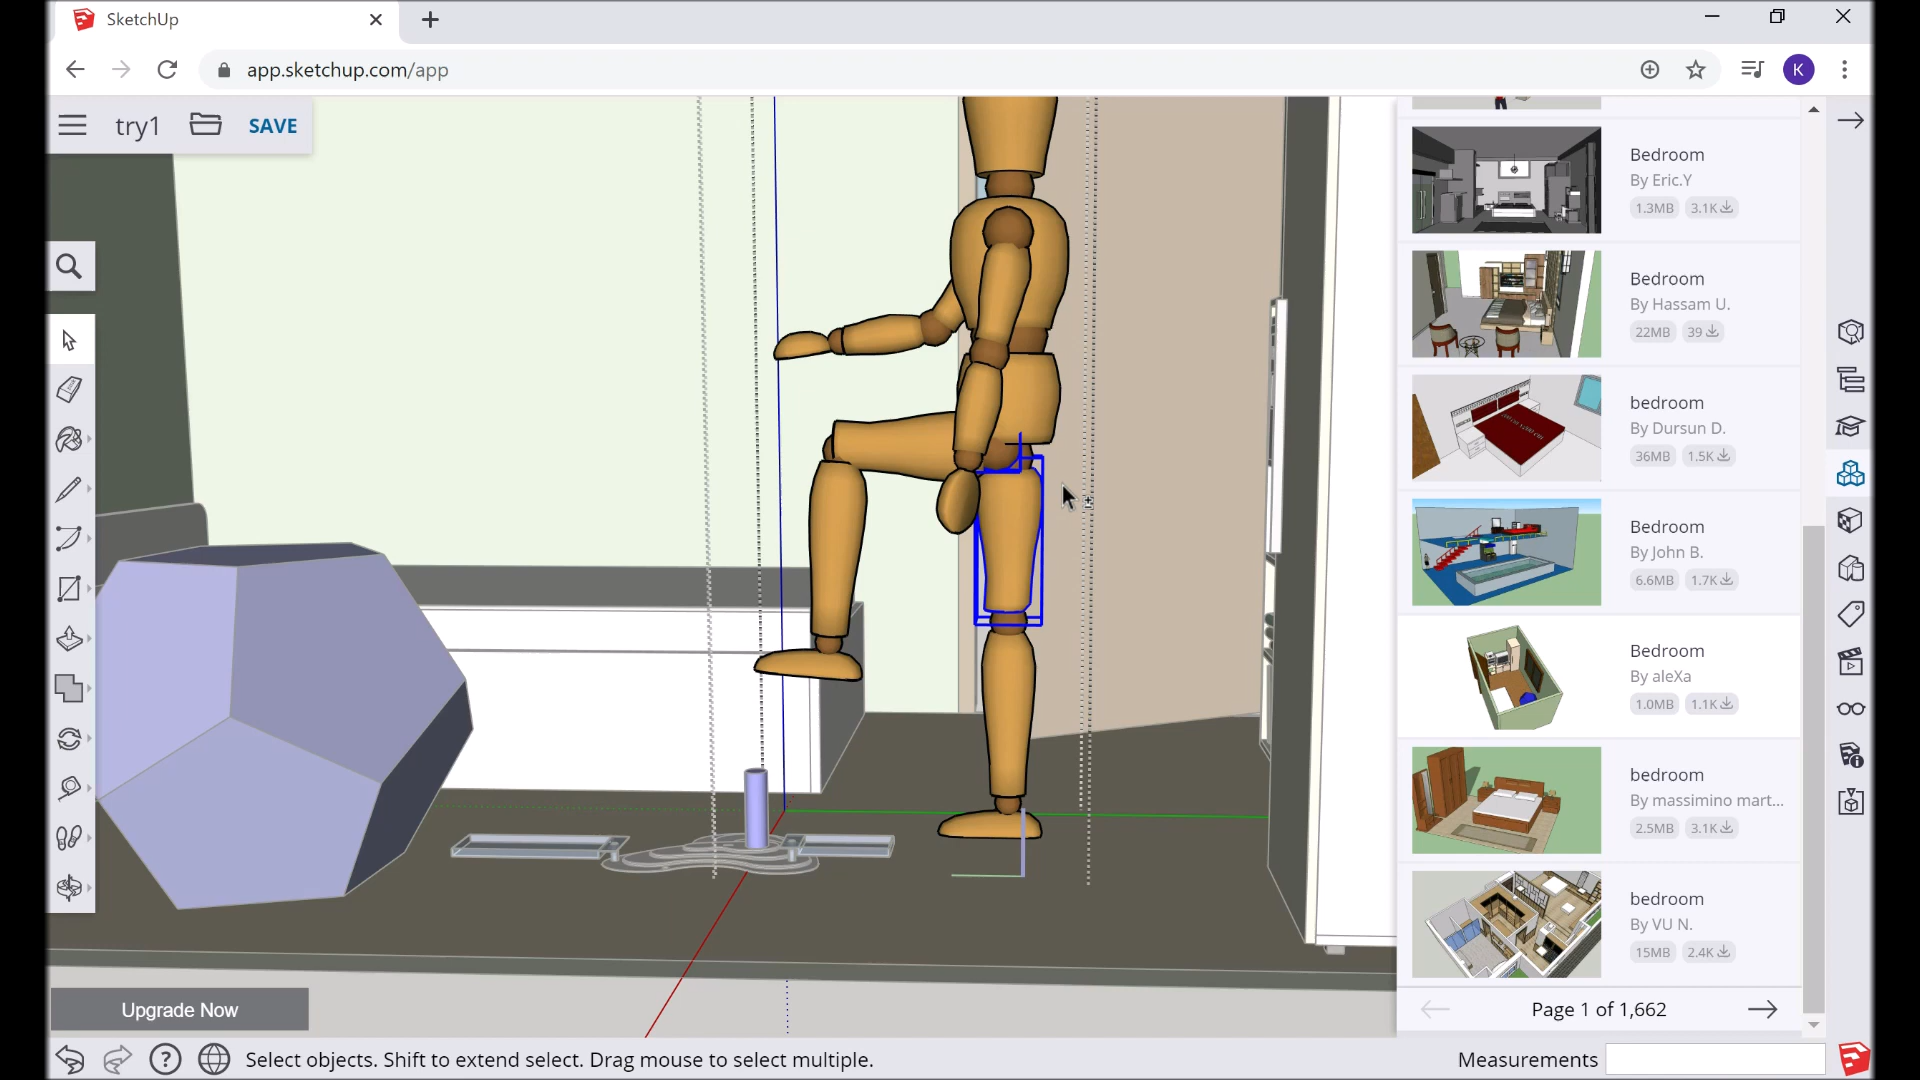 SketchUp
app.sketchup.com/app
K
try1
SAVE
Bedroom
By Eric.Y
1.3MB 3.1K
Bedroom
By Hassam U.
22MB 39
bedroom
By Dursun D.
36MB 1.5K
Bedroom
By John B.
6.6MB 1.7K
Bedroom
By aleXa
1.0MB 1.1K
bedroom
By massimino mart...
2.5MB 3.1K
bedroom
By VU N.
15MB 2.4K
Page 1 of 1,662
Upgrade Now
Select objects. Shift to extend select. Drag mouse to select multiple.
Measurements